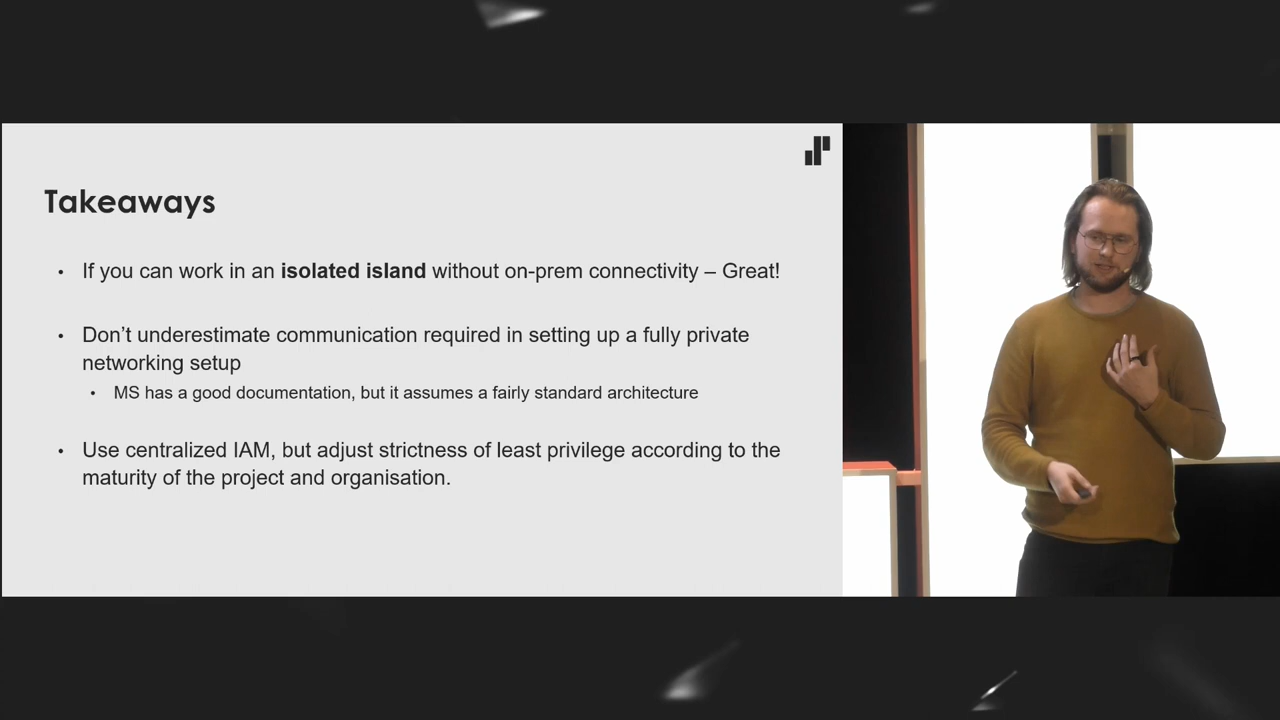 Takeaways
• If you can work in an isolated island without on-prem connectivity – Great!
• Don’t underestimate communication required in setting up a fully private
networking setup
• MS has a good documentation, but it assumes a fairly standard architecture
• Use centralized IAM, but adjust strictness of least privilege according to the
maturity of the project and organisation.